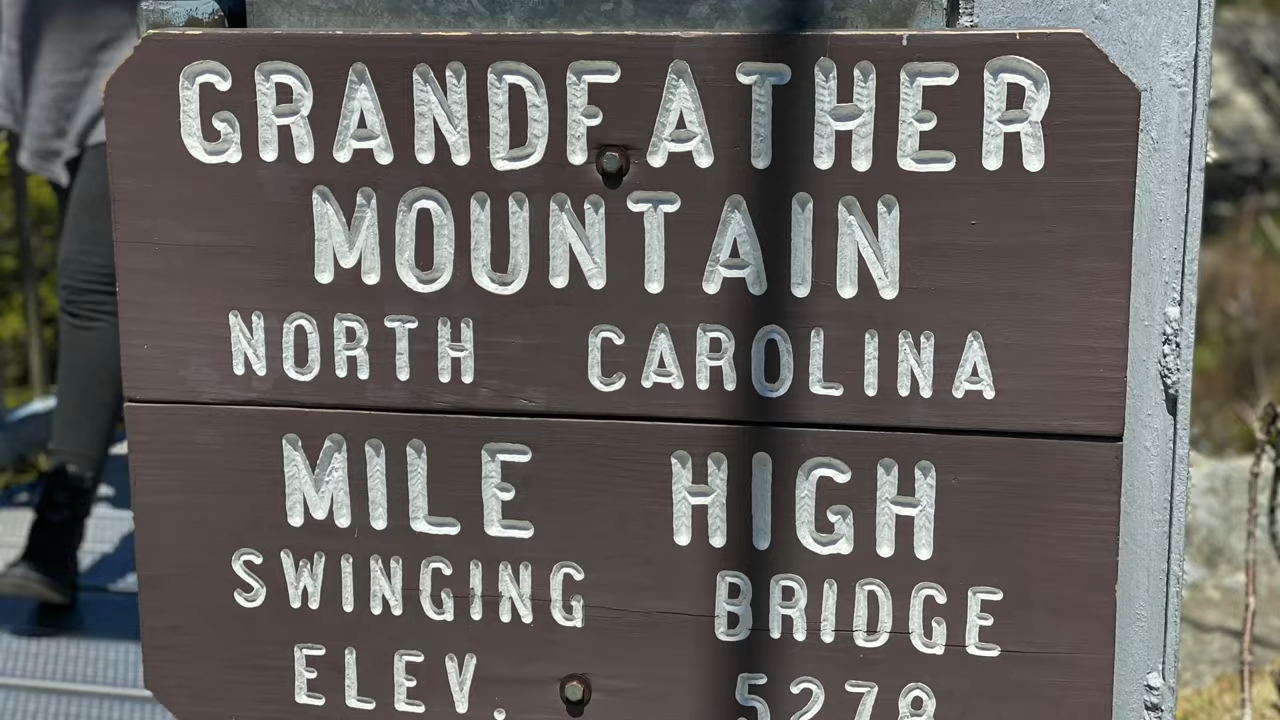 GRANDFATHER
MOUNTAIN
NORTH CAROLINA
MILE HIGH
SWINGING BRIDGE
ELEV. 5278